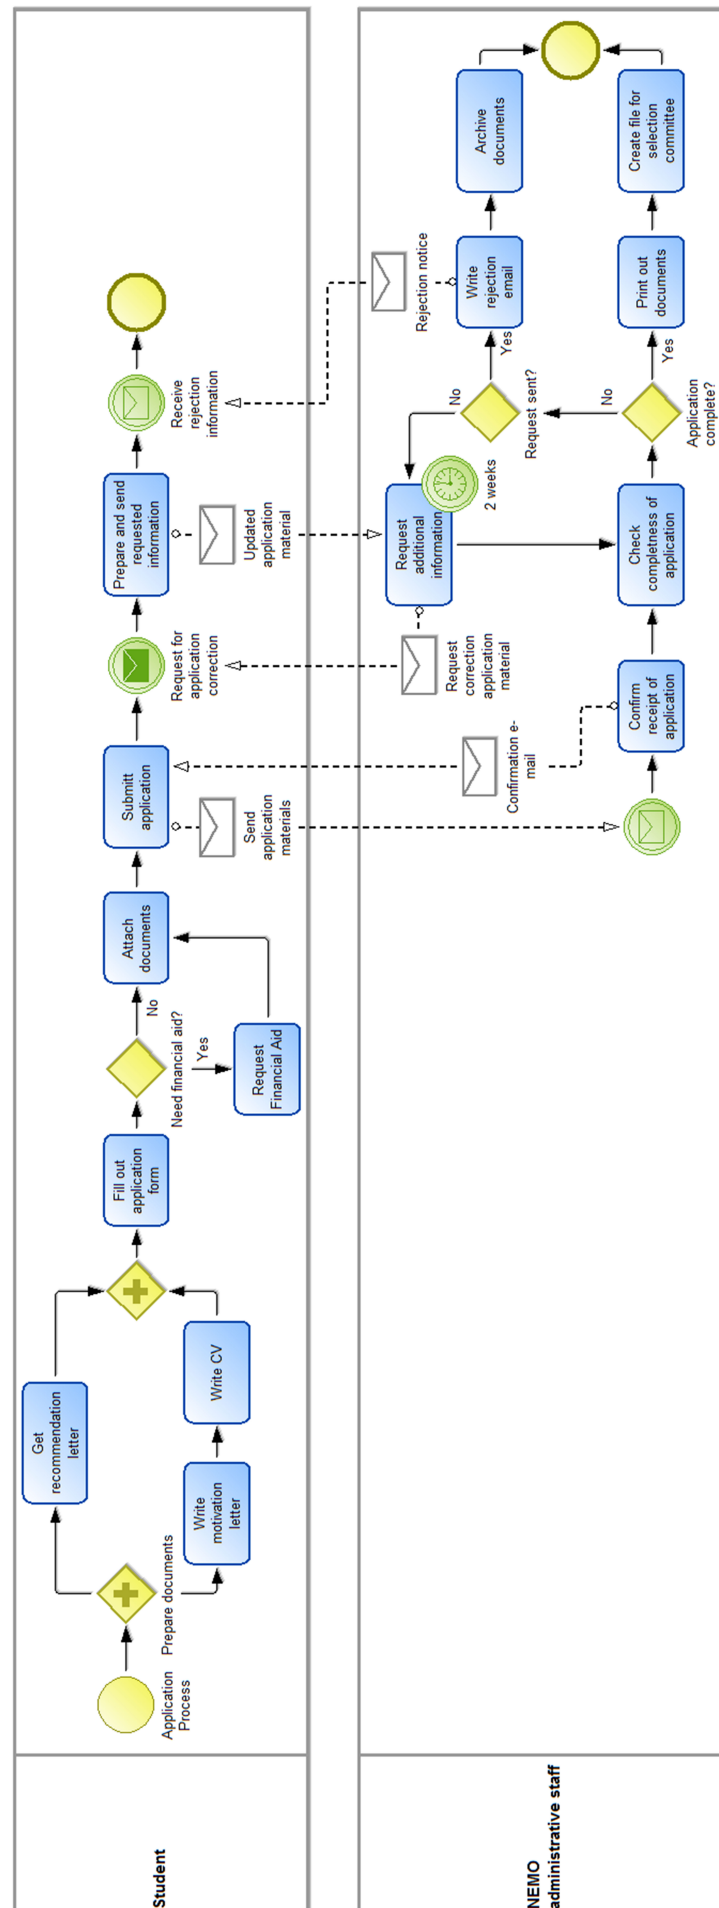 Student
Application
Process
Prepare documents
Get
recommendation
letter
Write
motivation
letter
Write CV
Fill out
application
form
Need financial aid?
Yes
No
Request
Financial Aid
Attach
documents
Submitt
application
Send
application
materials
Request for
application
correction
Prepare and send
requested
information
Updated
application
material
Receive
rejection
information
NEMO
administrative staff
Confirmation e-
mail
Confirm
receipt of
application
Request
correction
application
material
Request
additional
information
2 weeks
Check
completness of
application
Application
complete?
No
Yes
Request sent?
No
Yes
Rejection notice
Write
rejection
email
Archive
documents
Print out
documents
Create file for
selection
committee